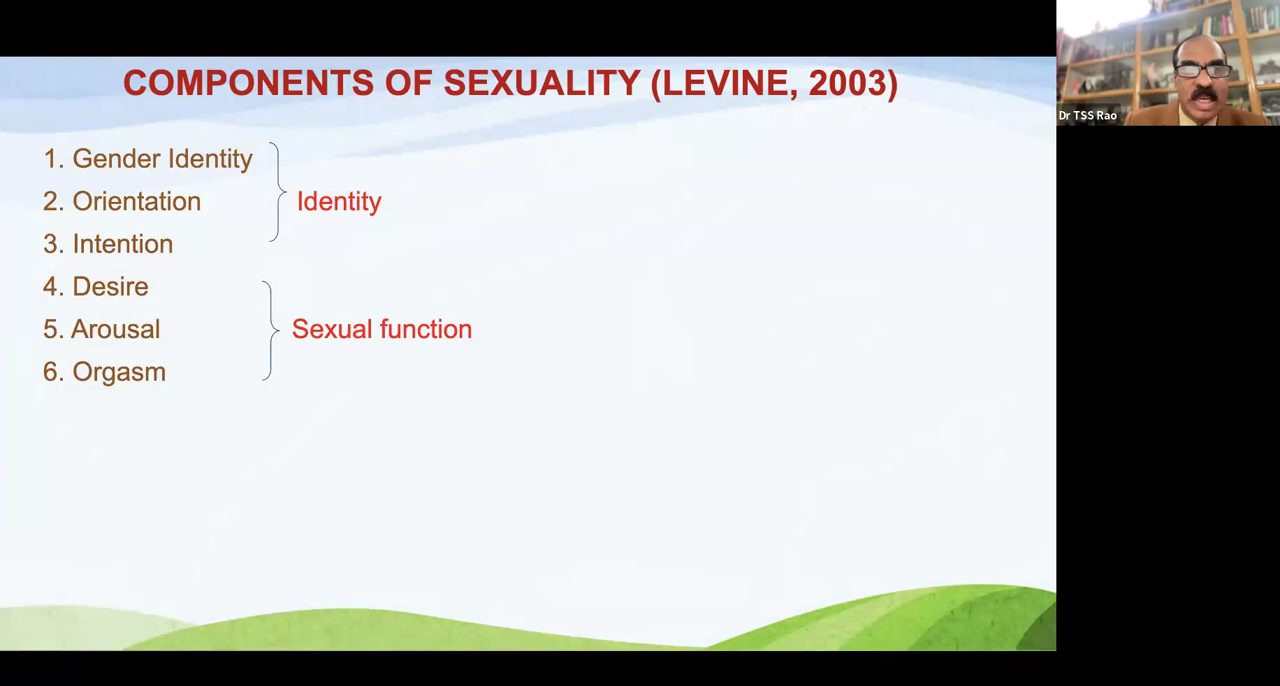 COMPONENTS OF SEXUALITY (LEVINE, 2003)
1. Gender Identity
2. Orientation
Identity
3. Intention
4. Desire
5. Arousal
Sexual function
6. Orgasm
Dr TSS Rao